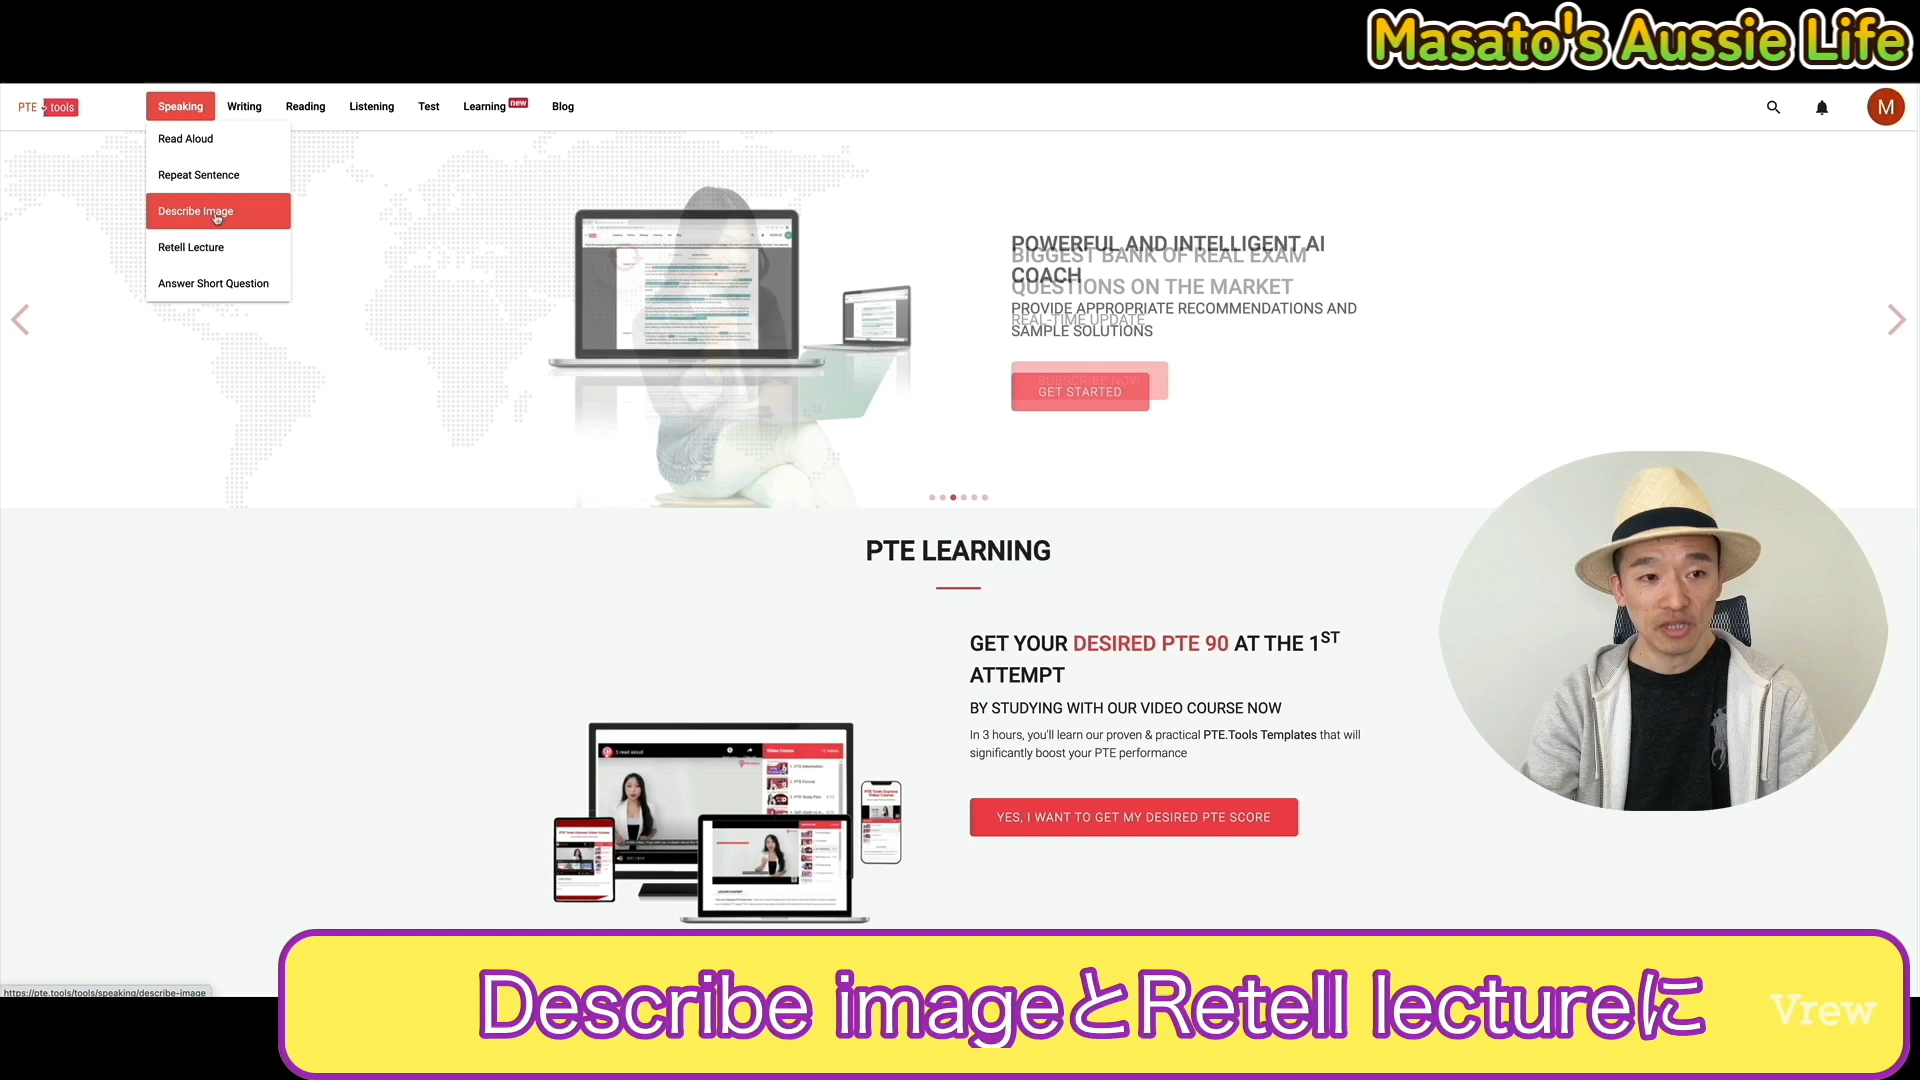 Masato's Aussie Life
PTE tools
Speaking
Writing
Reading
Listening
Test
Learning new
Blog
M
Read Aloud
Repeat Sentence
Describe Image
Retell Lecture
Answer Short Question
POWERFUL AND INTELLIGENT AI
COACH
BIGGEST BANK OF REAL EXAM
QUESTIONS ON THE MARKET
PROVIDE APPROPRIATE RECOMMENDATIONS AND
SAMPLE SOLUTIONS
REAL-TIME UPDATE
SUBSCRIBE NOW
GET STARTED
PTE LEARNING
GET YOUR DESIRED PTE 90 AT THE 1ST
ATTEMPT
BY STUDYING WITH OUR VIDEO COURSE NOW
In 3 hours, you'll learn our proven & practical PTE.Tools Templates that will
significantly boost your PTE performance
YES, I WANT TO GET MY DESIRED PTE SCORE
https://pte.tools/tools/speaking/describe-image
Describe imageとRetell lectureに
Vrew